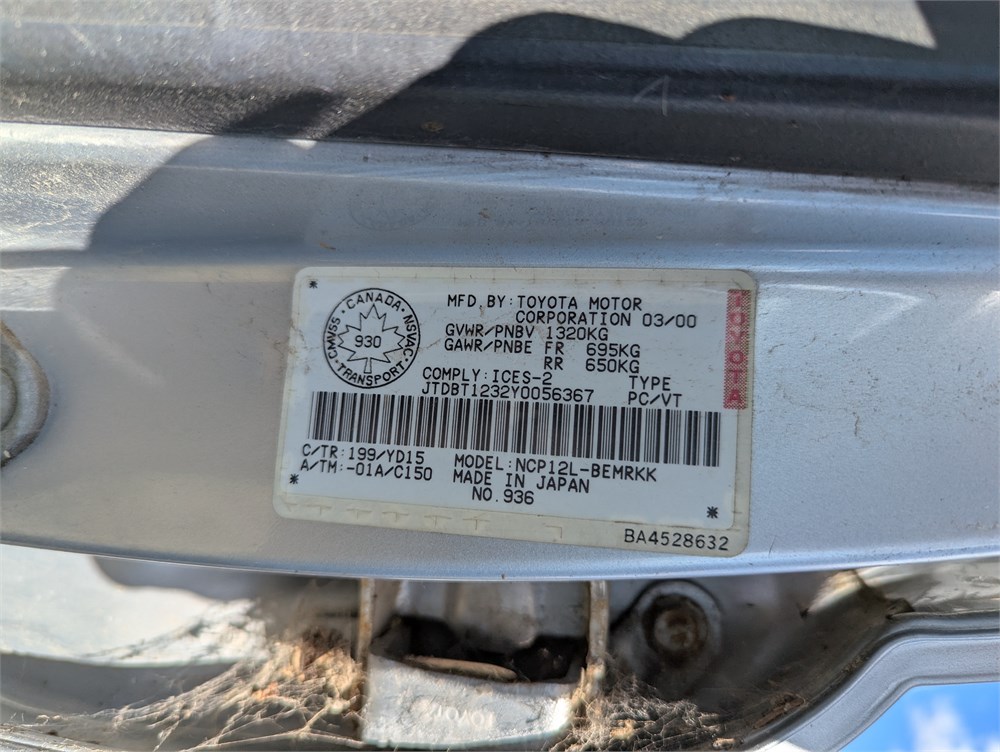 *
CANADA
CMVSS · NSVAC
930
TRANSPORT
MFD. BY: TOYOTA MOTOR
CORPORATION 03/00
GVWR/PNBV 1320KG
GAWR/PNBE FR 695KG
RR 650KG
COMPLY: ICES-2 TYPE
JTDBT1232Y0056367 PC/VT
C/TR: 199/YD15 MODEL: NCP12L-BEMRKK
A/TM: -01A/C150 MADE IN JAPAN
* NO. 936 *
BA4528632
TOYOTA
TOYOTA